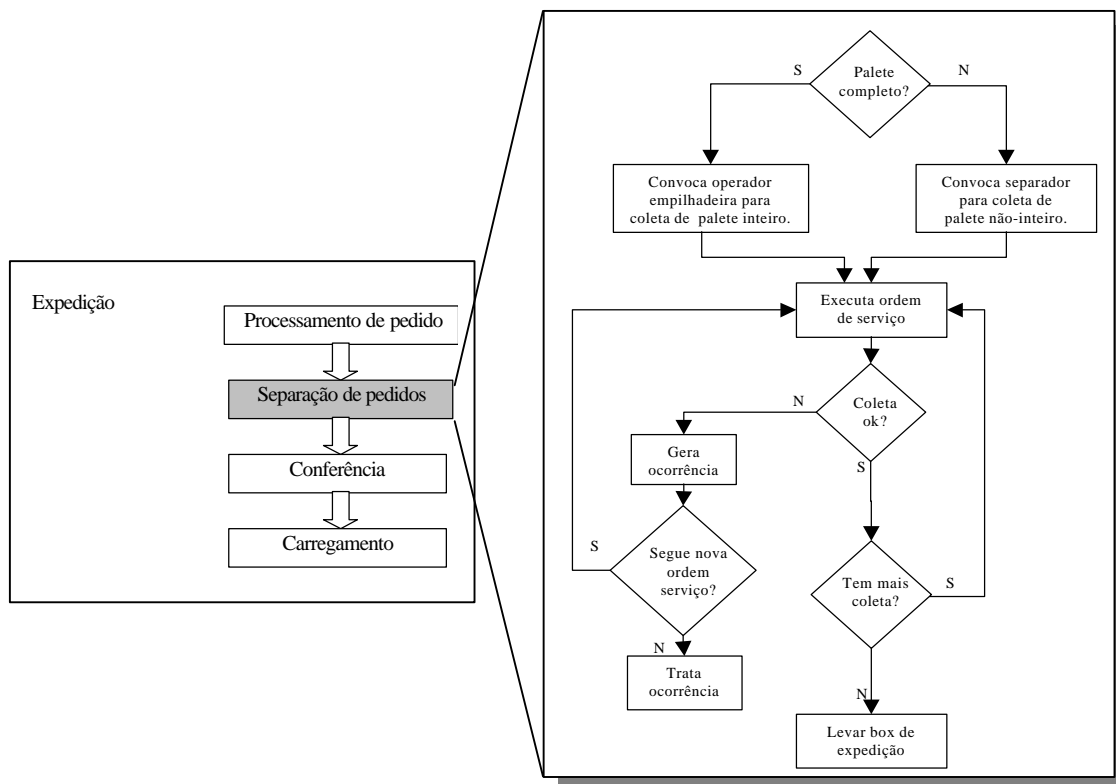 Expedição
Processamento de pedido
Separação de pedidos
Conferência
Carregamento
Palete
completo?
S
N
Convoca operador
empilhadeira para
coleta de palete inteiro.
Convoca separador
para coleta de
palete não-inteiro.
Executa ordem
de serviço
Coleta
ok?
N
S
Gera
ocorrência
Segue nova
ordem
serviço?
S
N
Trata
ocorrência
Tem mais
coleta?
S
N
Levar box de
expedição